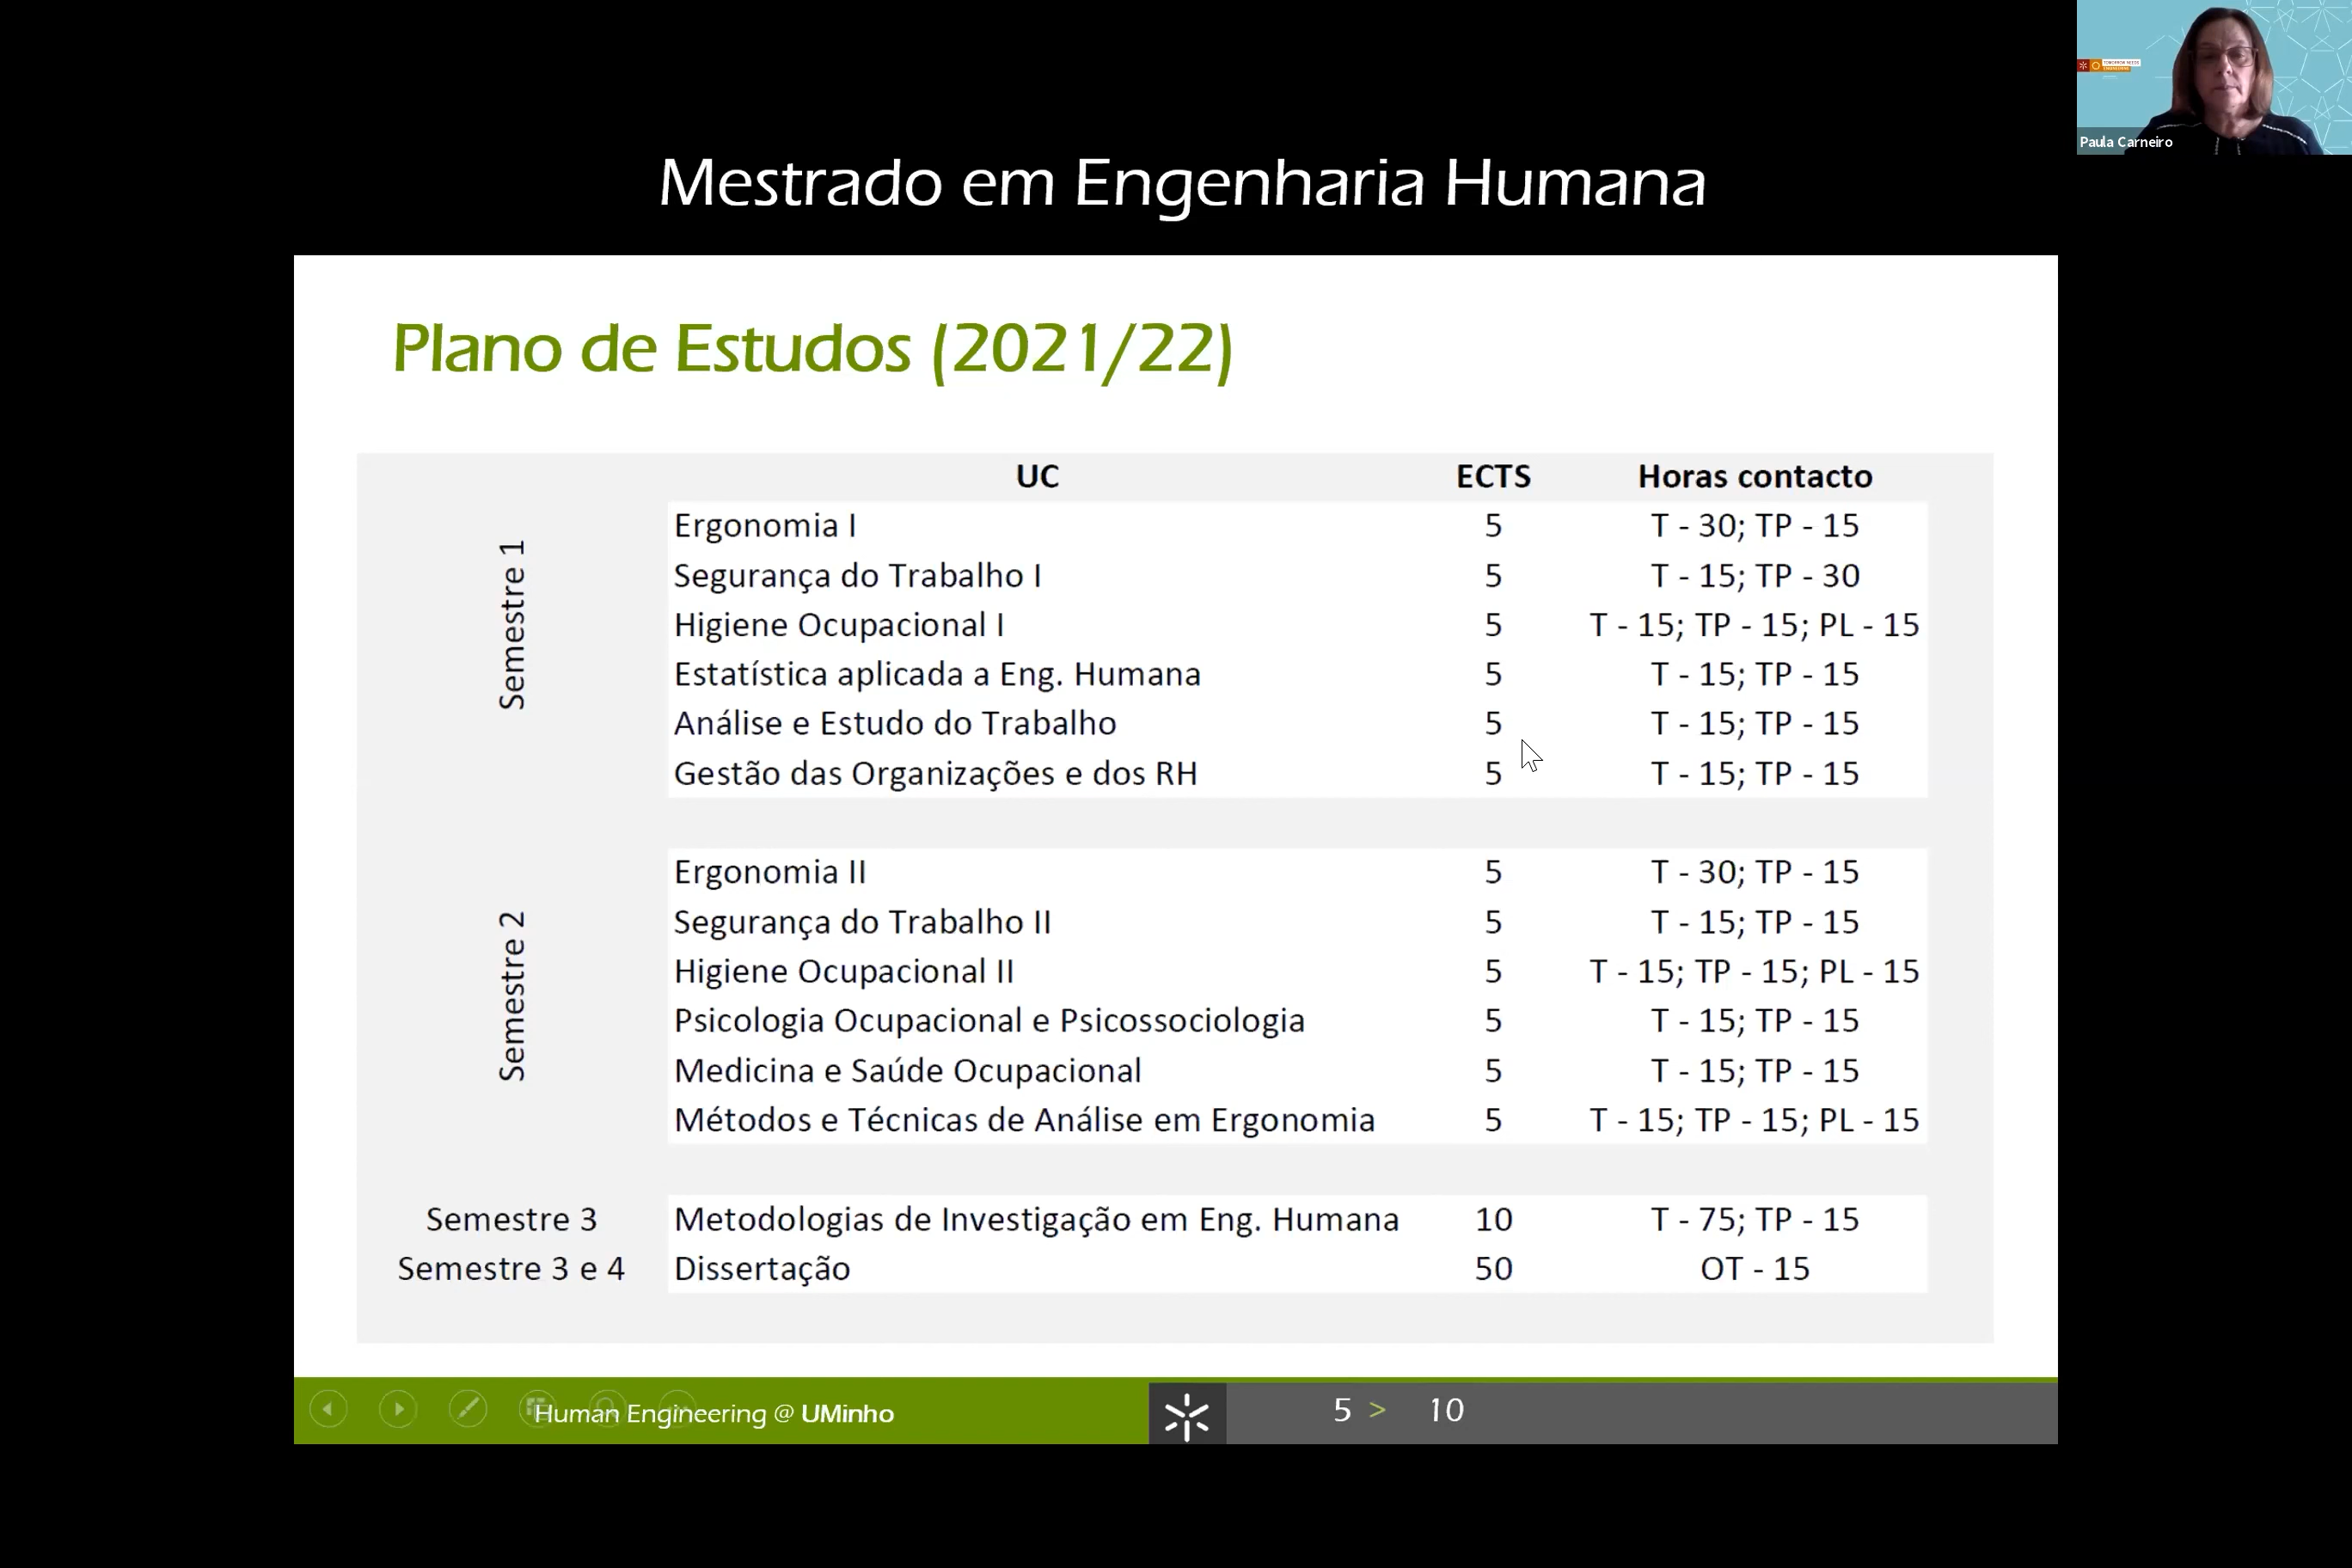 Paula Carneiro
Mestrado em Engenharia Humana
Plano de Estudos (2021/22)
UC ECTS Horas contacto
Semestre 1
Ergonomia I 5 T - 30; TP - 15
Segurança do Trabalho I 5 T - 15; TP - 30
Higiene Ocupacional I 5 T - 15; TP - 15; PL - 15
Estatística aplicada a Eng. Humana 5 T - 15; TP - 15
Análise e Estudo do Trabalho 5 T - 15; TP - 15
Gestão das Organizações e dos RH 5 T - 15; TP - 15
Semestre 2
Ergonomia II 5 T - 30; TP - 15
Segurança do Trabalho II 5 T - 15; TP - 15
Higiene Ocupacional II 5 T - 15; TP - 15; PL - 15
Psicologia Ocupacional e Psicossociologia 5 T - 15; TP - 15
Medicina e Saúde Ocupacional 5 T - 15; TP - 15
Métodos e Técnicas de Análise em Ergonomia 5 T - 15; TP - 15; PL - 15
Semestre 3 Metodologias de Investigação em Eng. Humana 10 T - 75; TP - 15
Semestre 3 e 4 Dissertação 50 OT - 15
Human Engineering @ UMinho
5 > 10